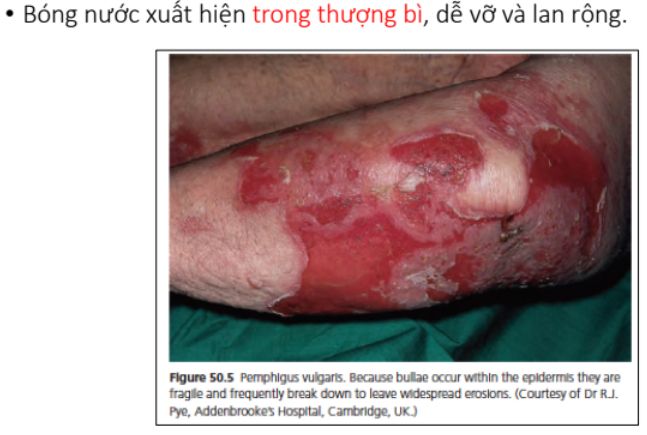 • Bóng nước xuất hiện trong thượng bì, dễ vỡ và lan rộng.
Figure 50.5 Pemphigus vulgaris. Because bullae occur within the epidermis they are
fragile and frequently break down to leave widespread erosions. (Courtesy of Dr R.J.
Pye, Addenbrooke's Hospital, Cambridge, UK.)